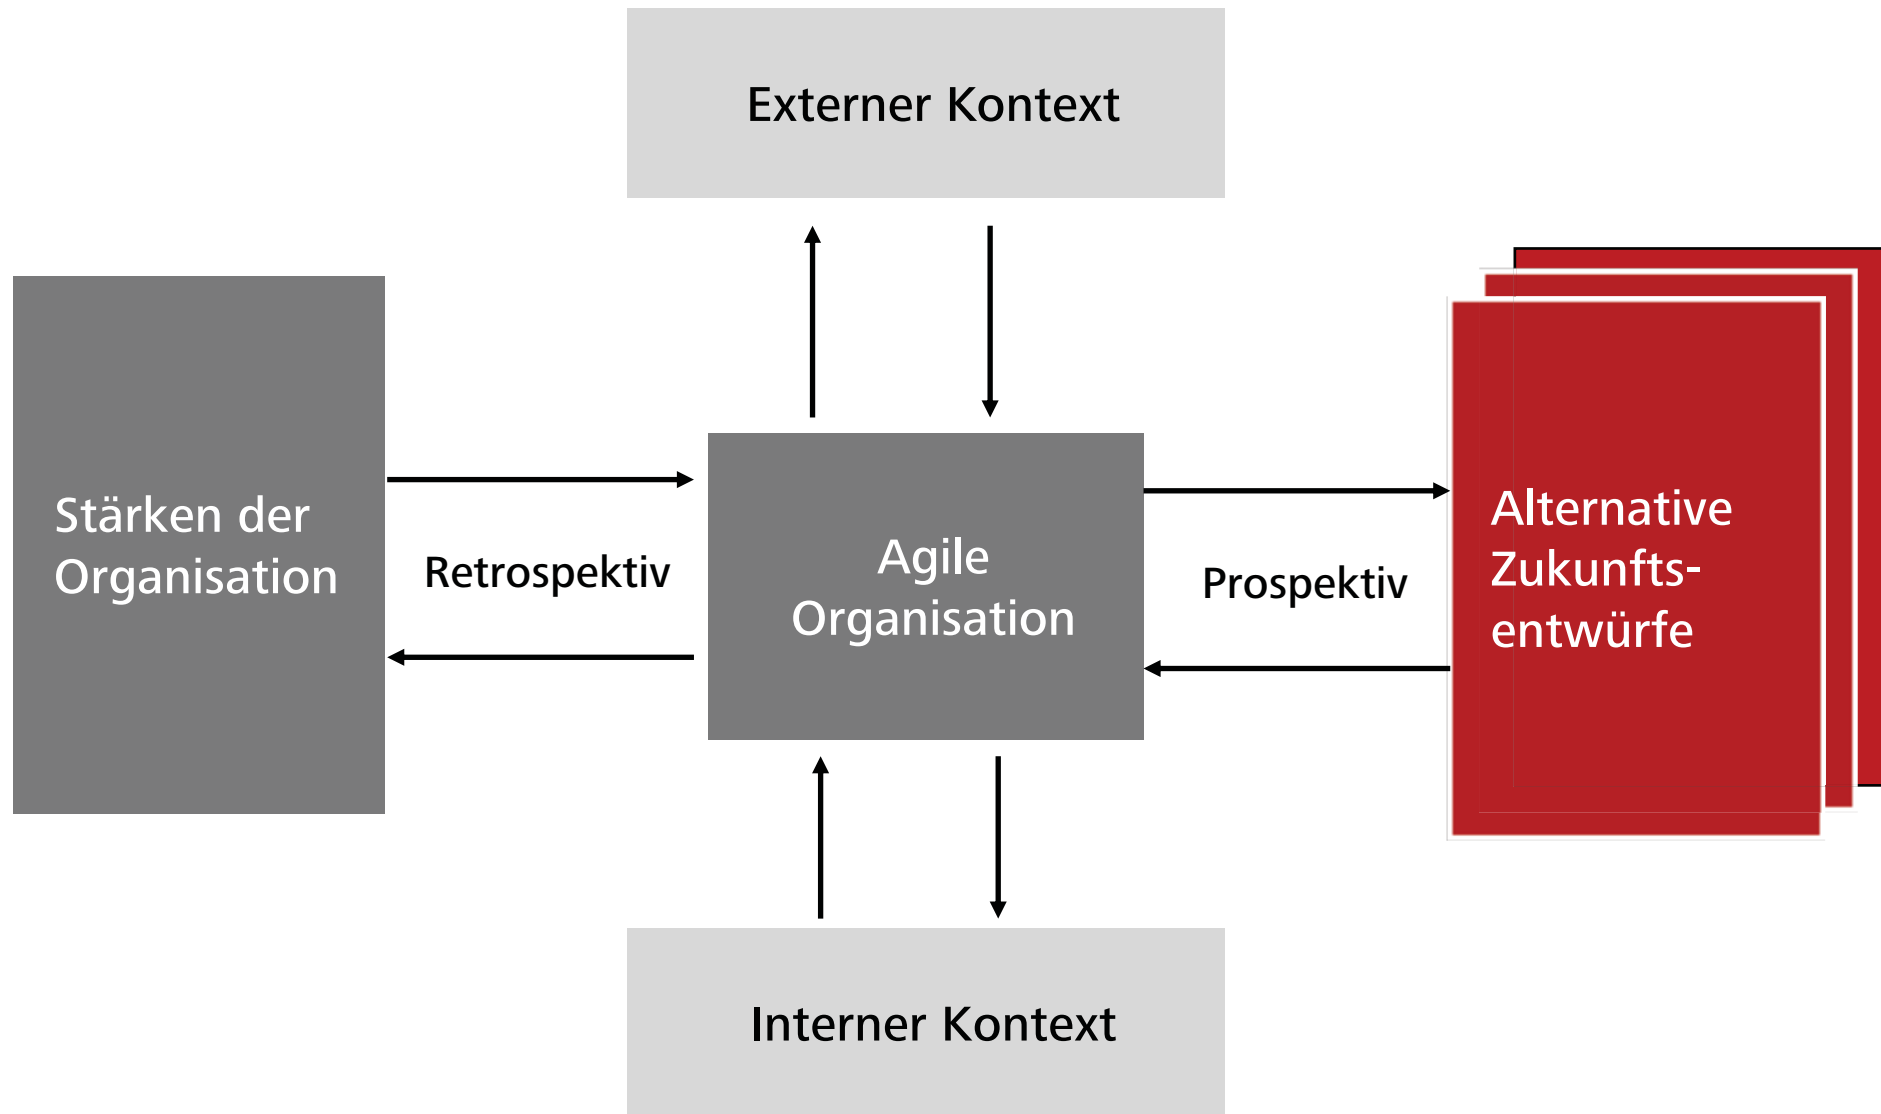 Externer Kontext
Stärken der
Organisation
Retrospektiv
Agile
Organisation
Prospektiv
Alternative
Zukunfts-
entwürfe
Interner Kontext